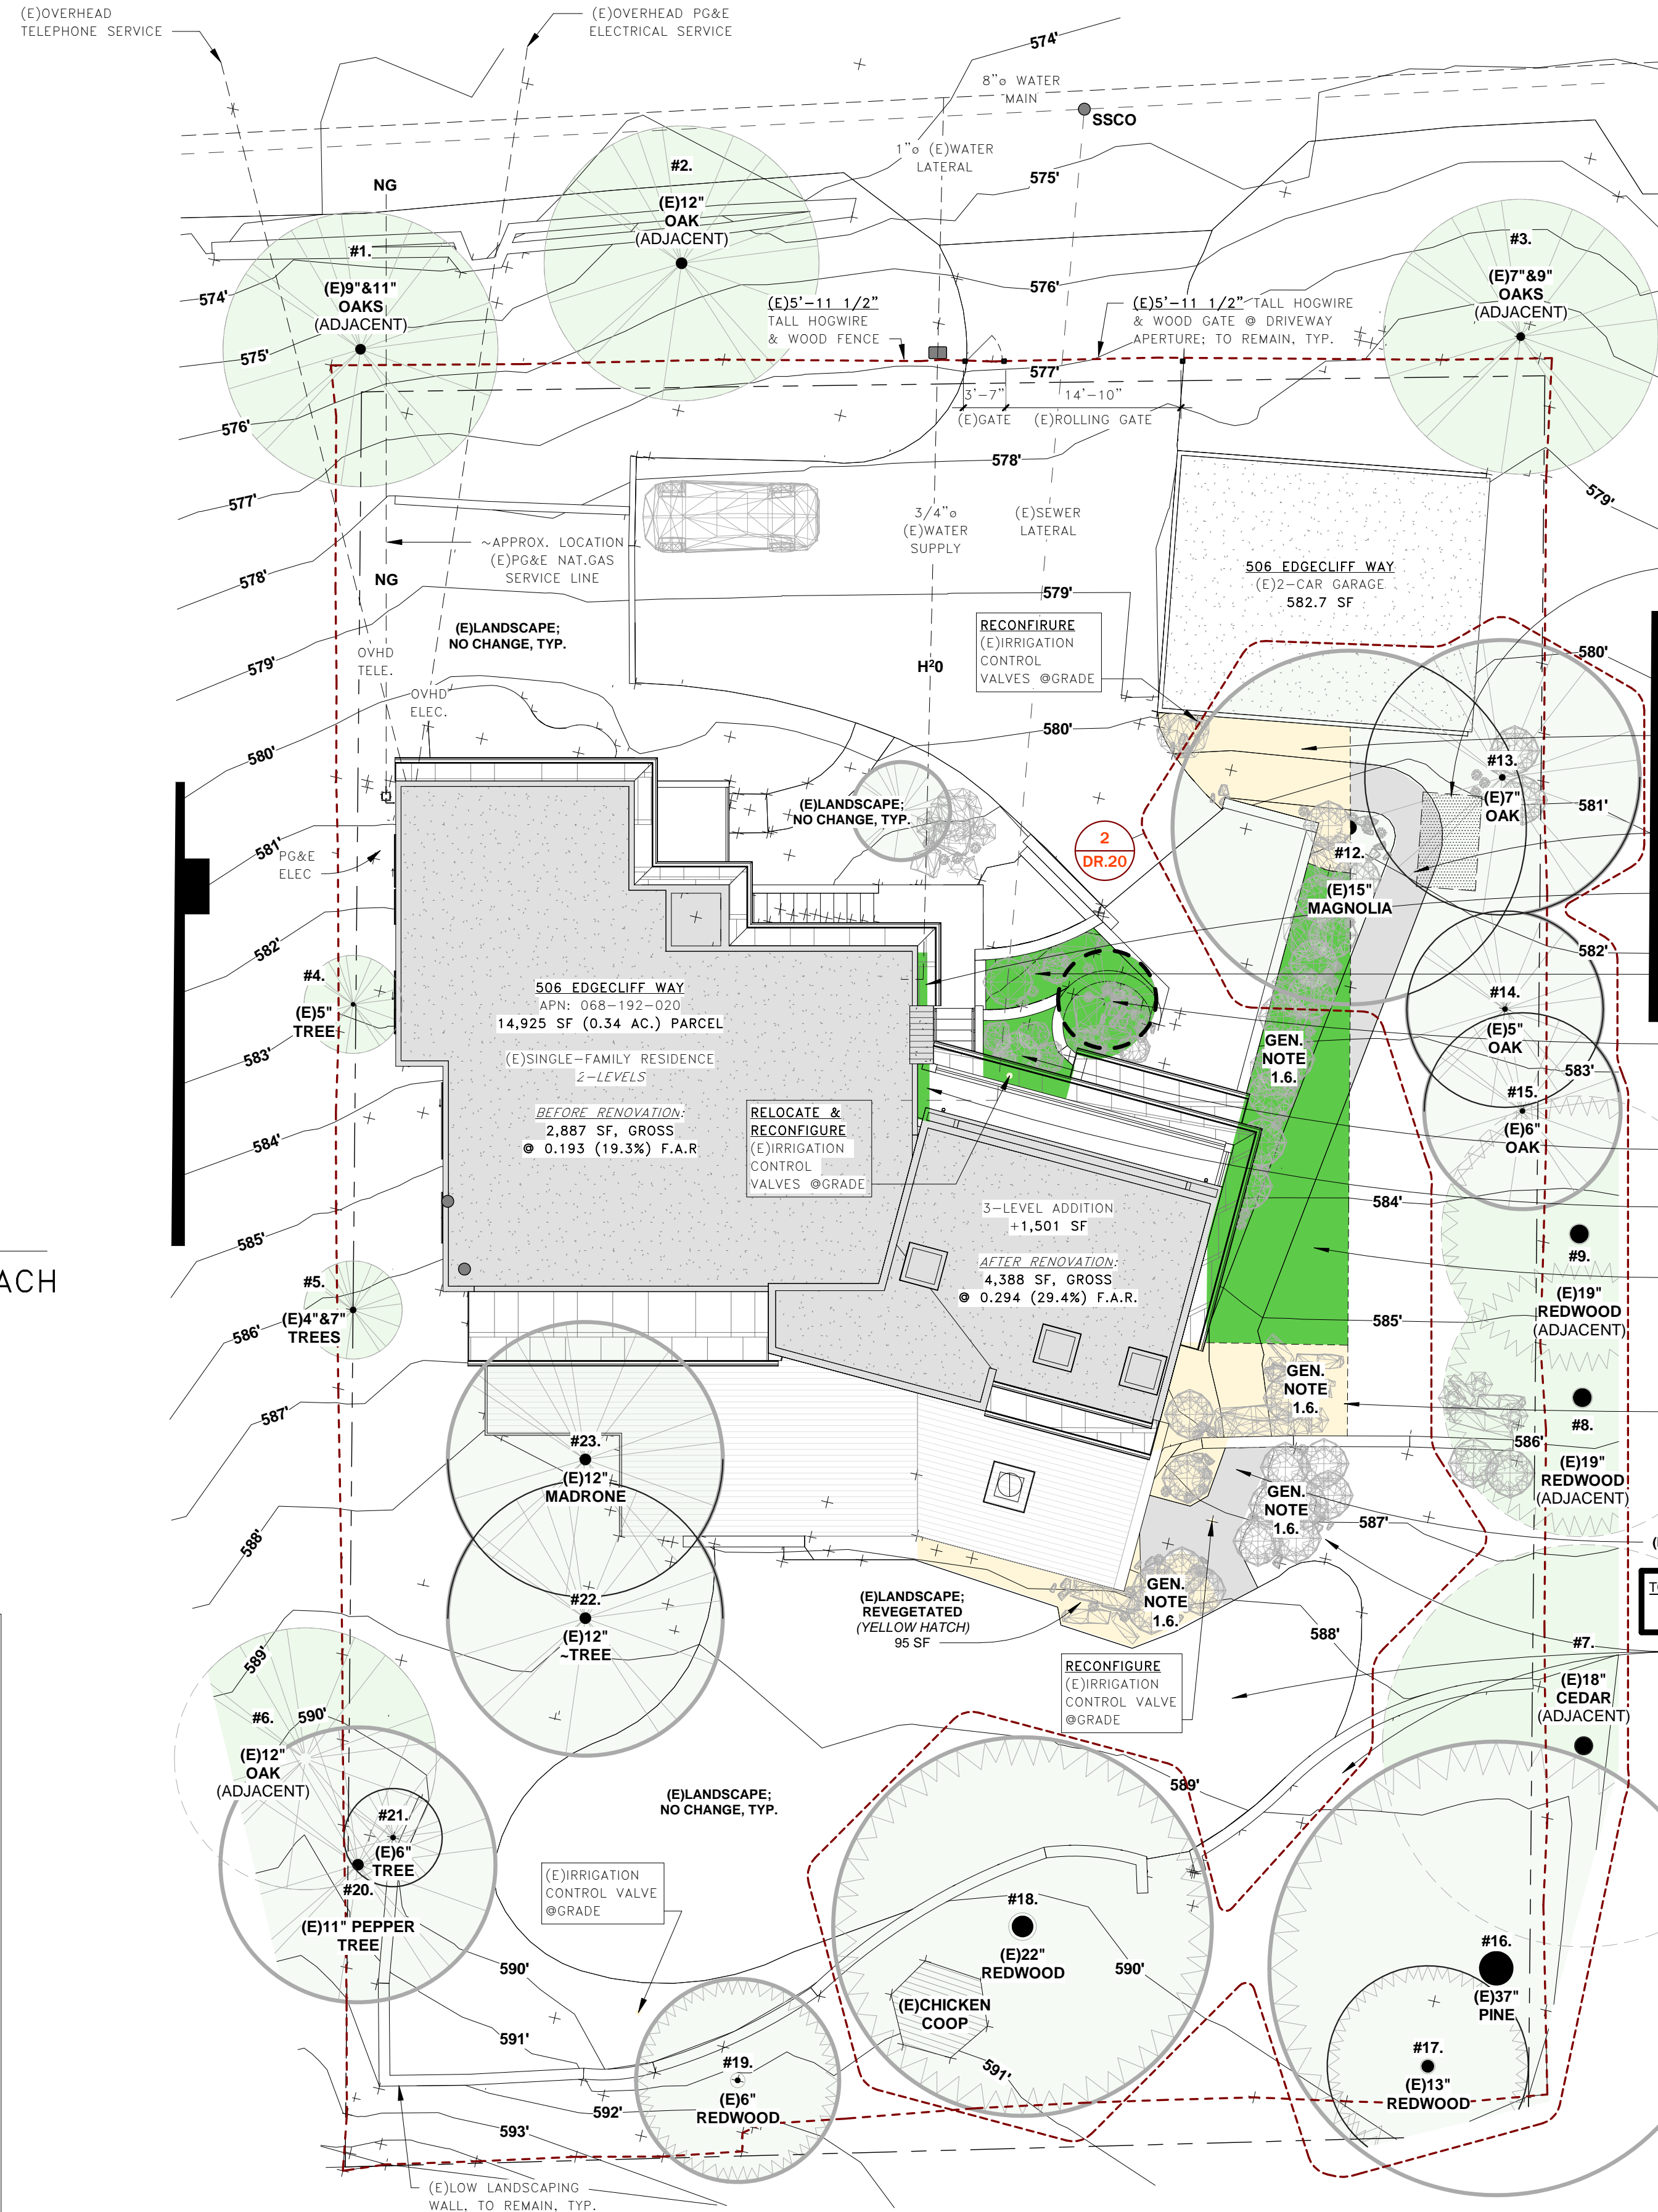 (E)OVERHEAD
TELEPHONE SERVICE
(E)OVERHEAD PG&E
ELECTRICAL SERVICE
574'
8"ø WATER
MAIN
SSCO
1"ø (E)WATER
LATERAL
575'
NG
#2.
(E)12"
OAK
(ADJACENT)
#1.
(E)9"&11"
OAKS
(ADJACENT)
#3.
(E)7"&9"
OAKS
(ADJACENT)
574'
576'
(E)5'-11 1/2"
TALL HOGWIRE
& WOOD FENCE
(E)5'-11 1/2" TALL HOGWIRE
& WOOD GATE @ DRIVEWAY
APERTURE; TO REMAIN, TYP.
575'
577'
3'-7"
14'-10"
(E)GATE
(E)ROLLING GATE
576'
578'
577'
579'
3/4"ø
(E)WATER
SUPPLY
(E)SEWER
LATERAL
~APPROX. LOCATION
(E)PG&E NAT.GAS
SERVICE LINE
578'
NG
579'
506 EDGECLIFF WAY
(E)2-CAR GARAGE
582.7 SF
RECONFIRURE
(E)IRRIGATION
CONTROL
VALVES @GRADE
(E)LANDSCAPE;
NO CHANGE, TYP.
579'
OVHD
TELE.
OVHD
ELEC.
H²0
580'
580'
580'
#13.
(E)7"
OAK
581'
(E)LANDSCAPE;
NO CHANGE, TYP.
2
DR.20
#12.
(E)15"
MAGNOLIA
581'
PG&E
ELEC
582'
582'
#4.
(E)5"
TREE
506 EDGECLIFF WAY
APN: 068-192-020
14,925 SF (0.34 AC.) PARCEL
(E)SINGLE-FAMILY RESIDENCE
2-LEVELS
BEFORE RENOVATION:
2,887 SF, GROSS
@ 0.193 (19.3%) F.A.R
#14.
(E)5"
OAK
583'
583'
GEN.
NOTE
1.6.
#15.
(E)6"
OAK
584'
RELOCATE &
RECONFIGURE
(E)IRRIGATION
CONTROL
VALVES @GRADE
3-LEVEL ADDITION
+1,501 SF
AFTER RENOVATION:
4,388 SF, GROSS
@ 0.294 (29.4%) F.A.R.
584'
#9.
(E)19"
REDWOOD
(ADJACENT)
585'
ACH
#5.
(E)4"&7"
TREES
585'
586'
GEN.
NOTE
1.6.
#8.
(E)19"
REDWOOD
(ADJACENT)
586'
587'
#23.
(E)12"
MADRONE
GEN.
NOTE
1.6.
587'
588'
GEN.
NOTE
1.6.
#22.
(E)12"
~TREE
(E)LANDSCAPE;
REVEGETATED
(YELLOW HATCH)
95 SF
588'
#7.
(E)18"
CEDAR
(ADJACENT)
RECONFIGURE
(E)IRRIGATION
CONTROL VALVE
@GRADE
589'
590'
#6.
(E)12"
OAK
(ADJACENT)
#21.
(E)6"
TREE
#20.
(E)11" PEPPER
TREE
(E)LANDSCAPE;
NO CHANGE, TYP.
589'
(E)IRRIGATION
CONTROL VALVE
@GRADE
#18.
(E)22"
REDWOOD
(E)CHICKEN
COOP
590'
#16.
(E)37"
PINE
590'
591'
#19.
(E)6"
REDWOOD
591'
#17.
(E)13"
REDWOOD
592'
593'
(E)LOW LANDSCAPING
WALL, TO REMAIN, TYP.